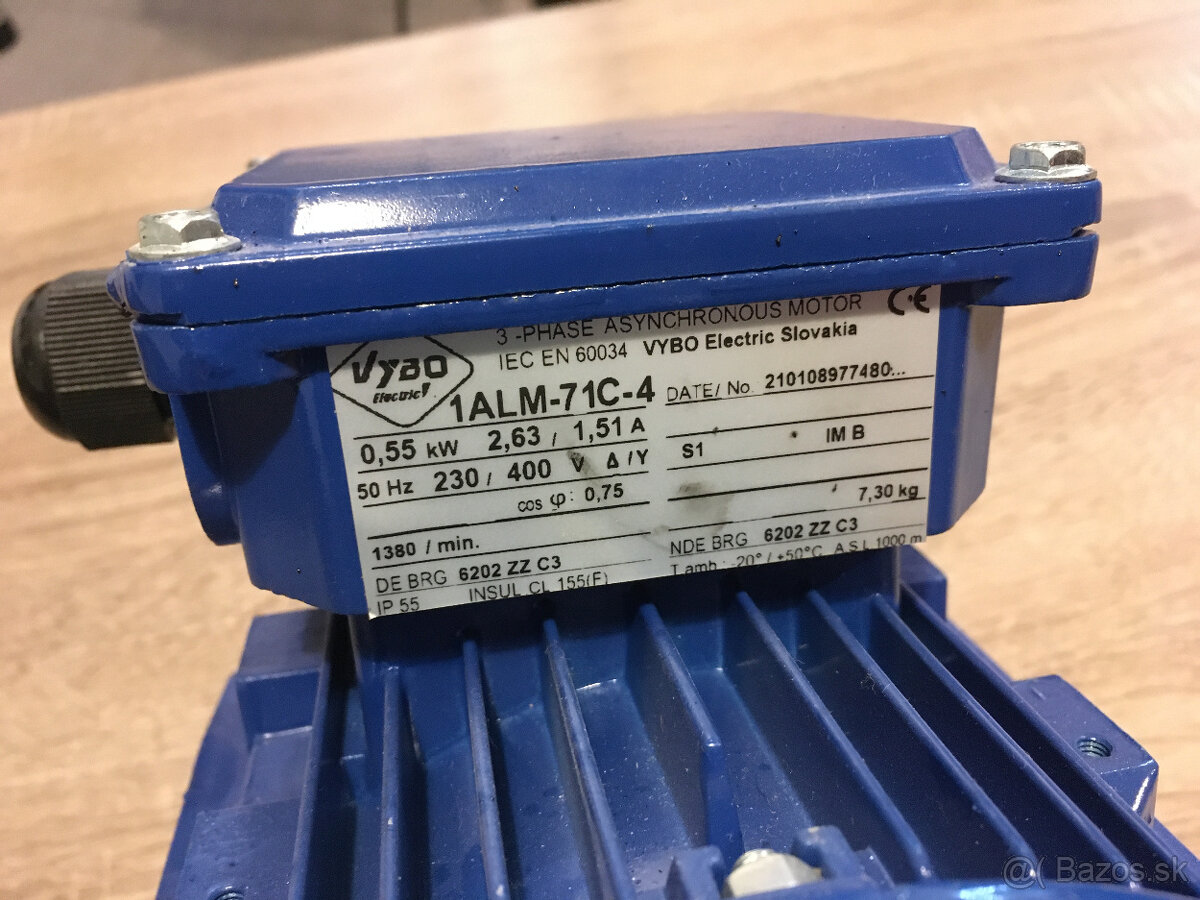 3 -PHASE ASYNCHRONOUS MOTOR CE
IEC EN 60034 VYBO Electric Slovakia
VYBO
Electric
1ALM-71C-4 DATE/ No. 210108977480...
0,55 kW 2,63 / 1,51 A
S1 IM B
50 Hz 230 / 400 V Δ / Y
cos φ : 0,75 7,30 kg
1380 / min.
DE BRG 6202 ZZ C3 NDE BRG 6202 ZZ C3
IP 55 INSUL CL 155(F) T amb : -20° / +50°C A S L 1000 m
@( Bazos.sk